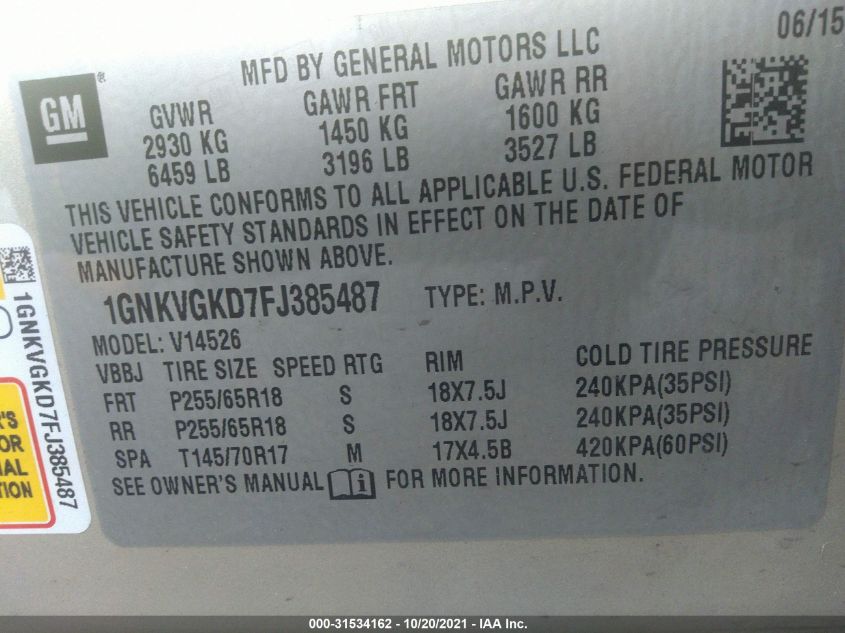 06/15
MFD BY GENERAL MOTORS LLC
GM
®
GVWR GAWR FRT GAWR RR
2930 KG 1450 KG 1600 KG
6459 LB 3196 LB 3527 LB
THIS VEHICLE CONFORMS TO ALL APPLICABLE U.S. FEDERAL MOTOR
VEHICLE SAFETY STANDARDS IN EFFECT ON THE DATE OF
MANUFACTURE SHOWN ABOVE.
1GNKVGKD7FJ385487 TYPE: M.P.V.
MODEL: V14526
VBBJ TIRE SIZE SPEED RTG RIM COLD TIRE PRESSURE
FRT P255/65R18 S 18X7.5J 240KPA(35PSI)
RR P255/65R18 S 18X7.5J 240KPA(35PSI)
SPA T145/70R17 M 17X4.5B 420KPA(60PSI)
SEE OWNER'S MANUAL i FOR MORE INFORMATION.
1GNKVGKD7FJ385487
000-31534162 - 10/20/2021 - IAA Inc.